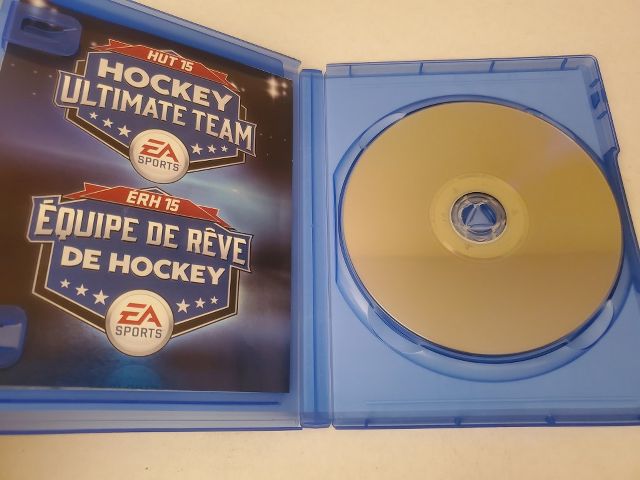 HUT 15
HOCKEY
ULTIMATE TEAM
EA
SPORTS
ÉRH 15
ÉQUIPE DE RÊVE
DE HOCKEY
EA
SPORTS